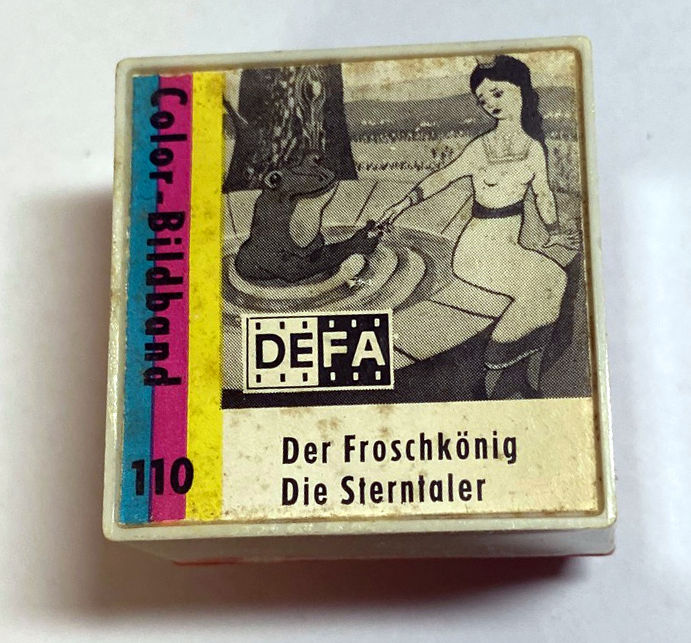 Color-Bildband
110
DEFA
Der Froschkönig
Die Sterntaler